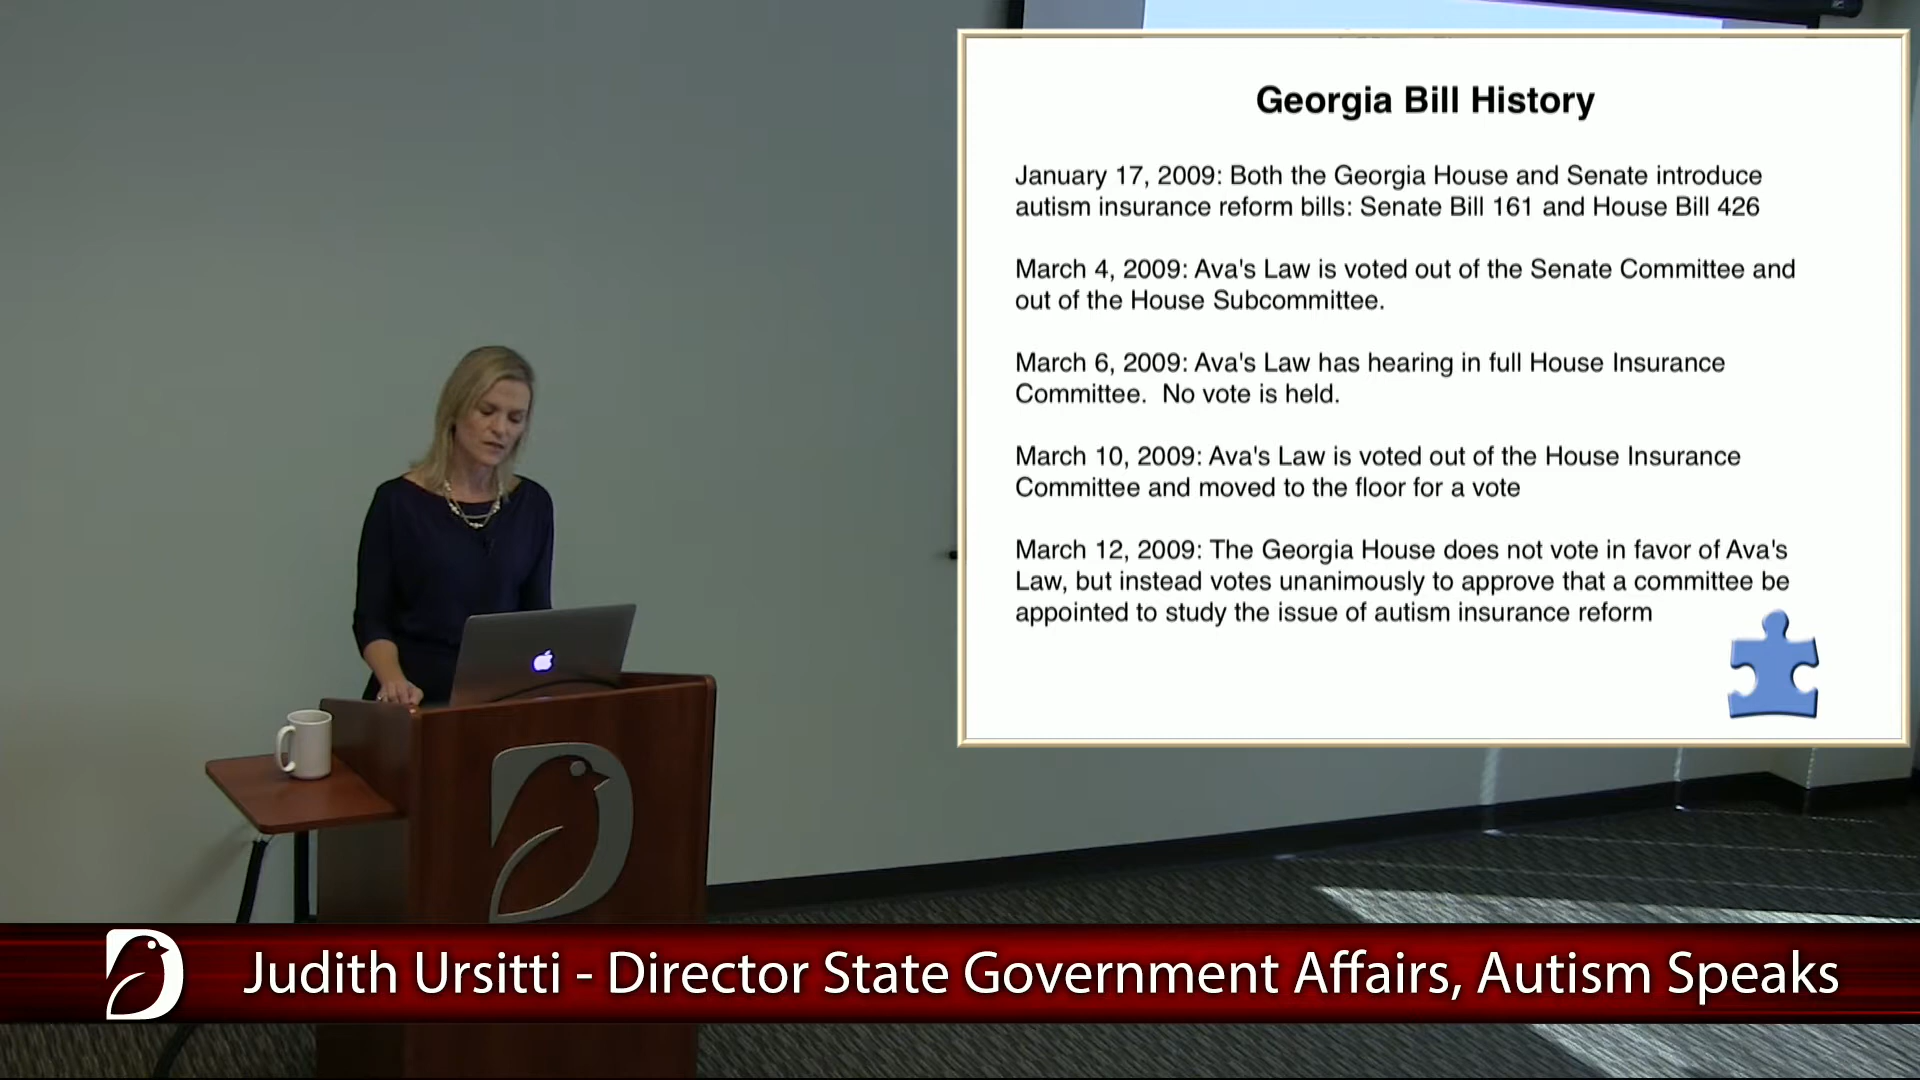 Georgia Bill History
January 17, 2009: Both the Georgia House and Senate introduce
autism insurance reform bills: Senate Bill 161 and House Bill 426
March 4, 2009: Ava's Law is voted out of the Senate Committee and
out of the House Subcommittee.
March 6, 2009: Ava's Law has hearing in full House Insurance
Committee.  No vote is held.
March 10, 2009: Ava's Law is voted out of the House Insurance
Committee and moved to the floor for a vote
March 12, 2009: The Georgia House does not vote in favor of Ava's
Law, but instead votes unanimously to approve that a committee be
appointed to study the issue of autism insurance reform
Judith Ursitti - Director State Government Affairs, Autism Speaks